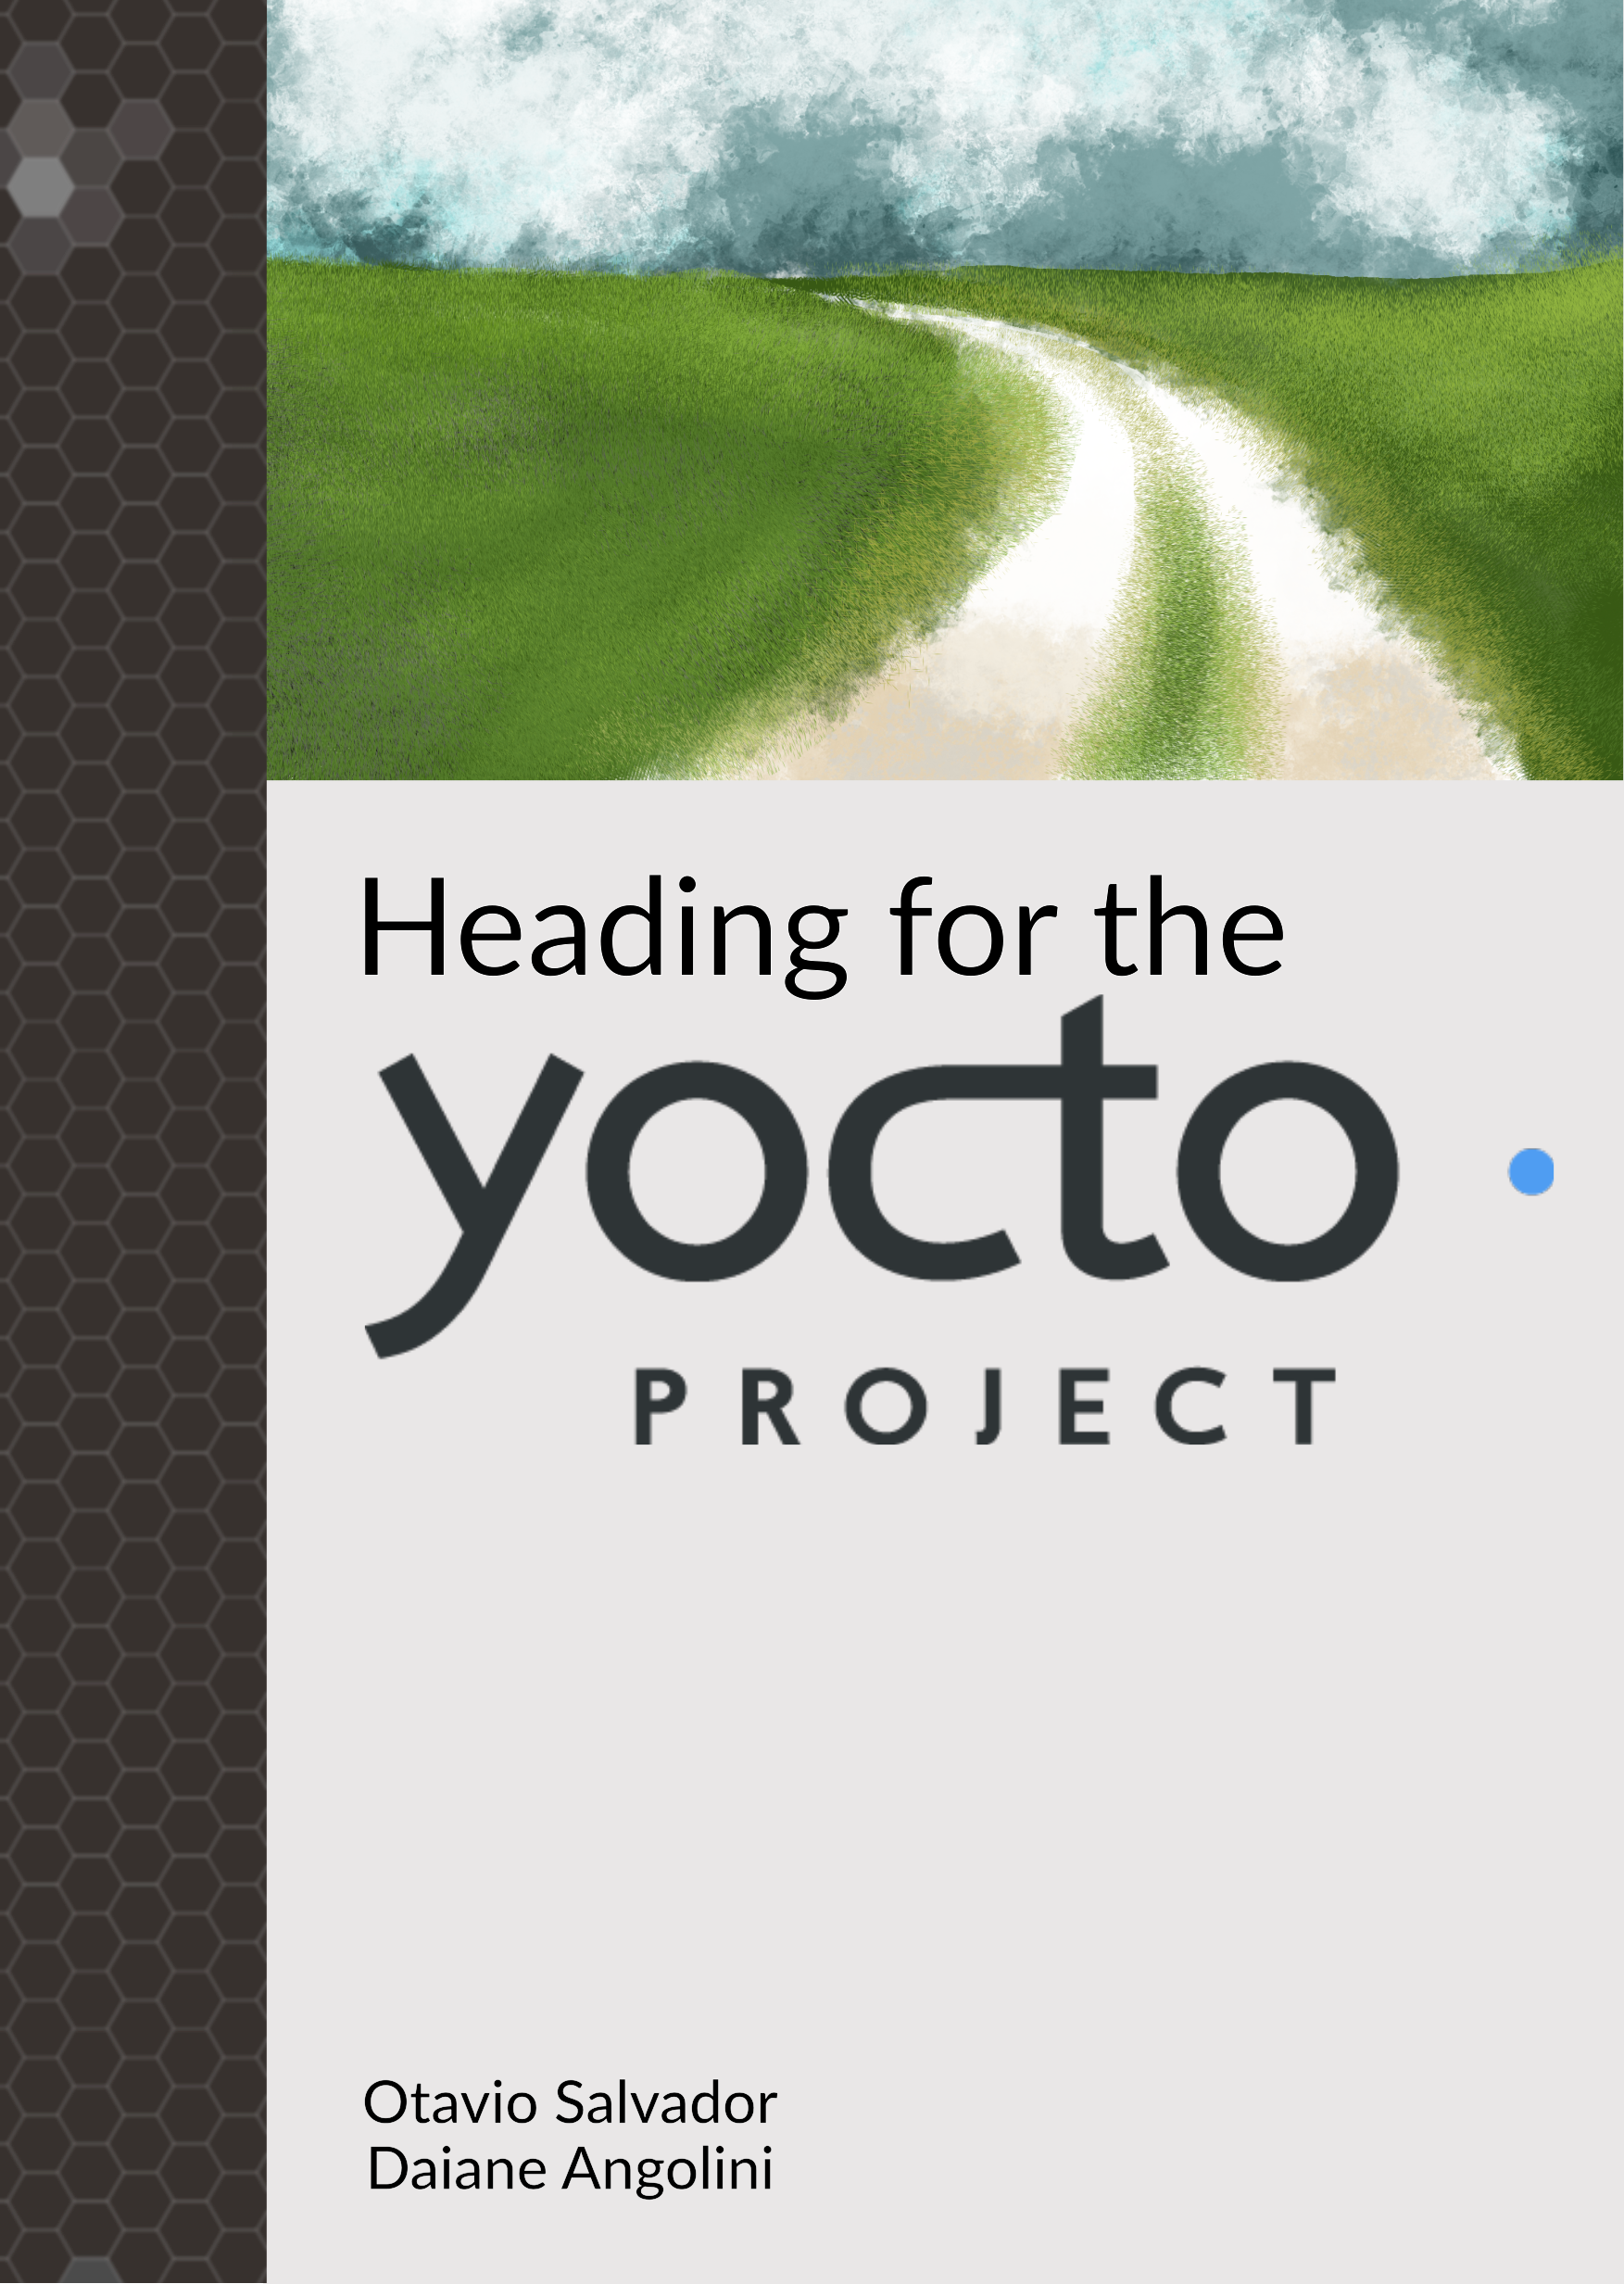 Heading for the
yocto
PROJECT
Otavio Salvador
Daiane Angolini